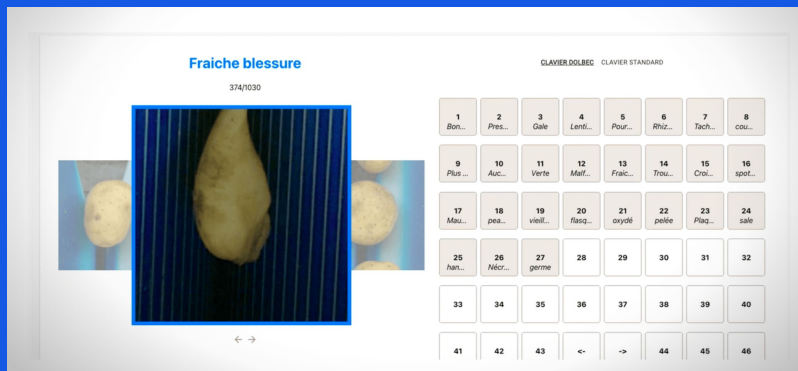 Fraiche blessure
374/1030
CLAVIER DOLBEC CLAVIER STANDARD
1 2 3 4 5 6 7 8
Bon... Pres... Gale Lenti... Pour... Rhiz... Tach... cou...
9 10 11 12 13 14 15 16
Plus ... Auc... Verte Malf... Fraic... Trou... Croi... spot...
17 18 19 20 21 22 23 24
Mau... pea... vieill... flasq... oxydé pelée Plaq... sale
25 26 27 28 29 30 31 32
han... Nécr... germe
33 34 35 36 37 38 39 40
41 42 43 <- -> 44 45 46